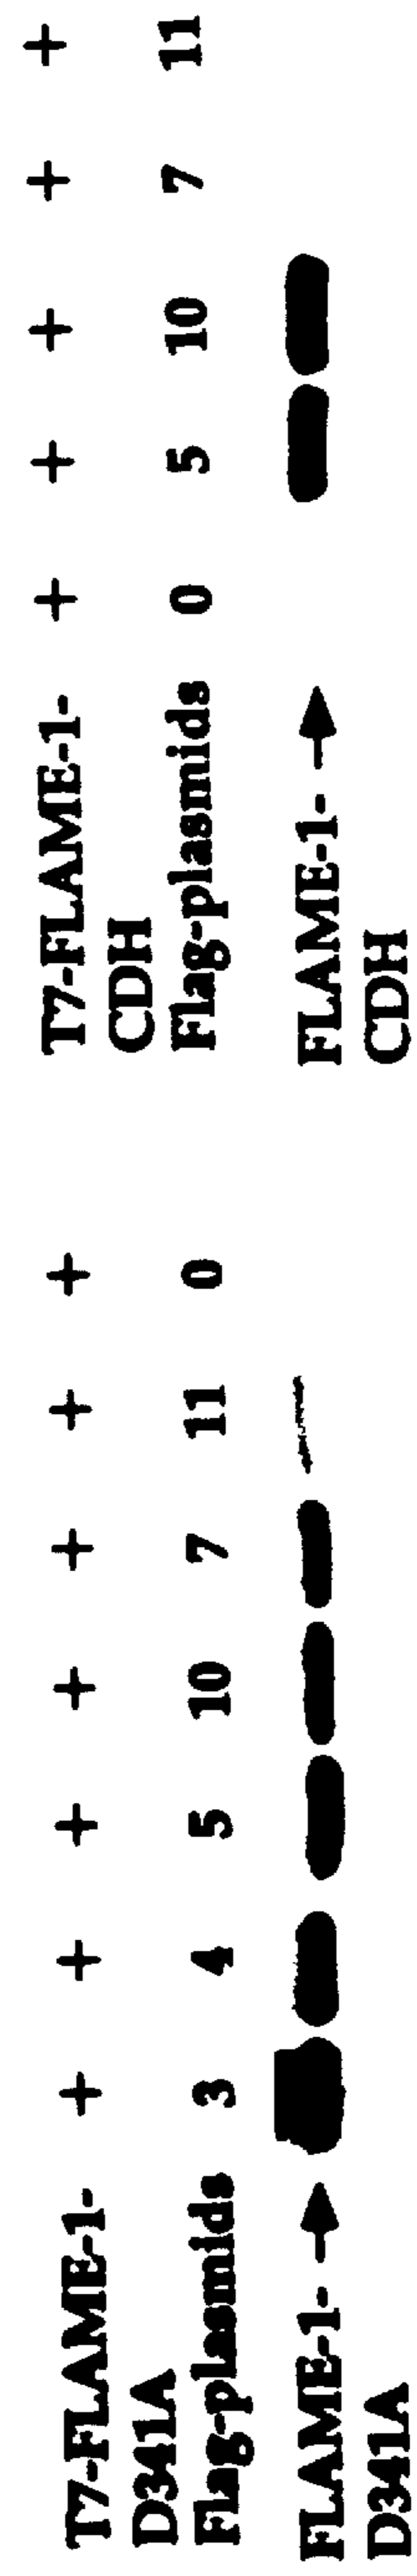 T7-FLAME-1- + + + + + + +
D341A
Flag-plasmids 3 4 5 10 7 11 0
FLAME-1-
D341A
T7-FLAME-1- + + + + +
CDH
Flag-plasmids 0 5 10 7 11
FLAME-1-
CDH